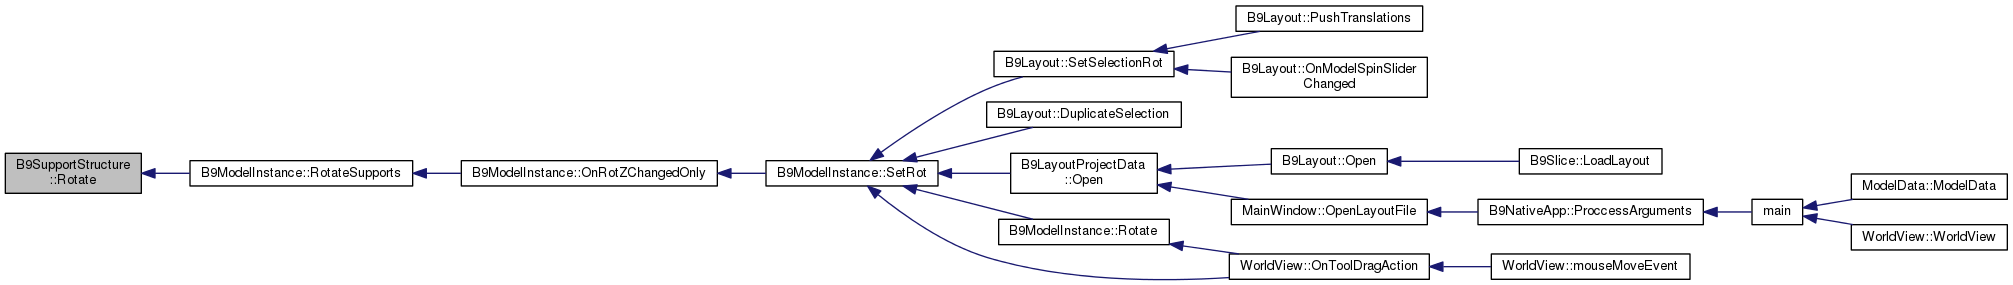 B9SupportStructure
::Rotate
B9ModelInstance::RotateSupports
B9ModelInstance::OnRotZChangedOnly
B9ModelInstance::SetRot
B9Layout::SetSelectionRot
B9Layout::PushTranslations
B9Layout::OnModelSpinSlider
Changed
B9Layout::DuplicateSelection
B9LayoutProjectData
::Open
B9Layout::Open
B9Slice::LoadLayout
MainWindow::OpenLayoutFile
B9NativeApp::ProccessArguments
main
ModelData::ModelData
WorldView::WorldView
B9ModelInstance::Rotate
WorldView::OnToolDragAction
WorldView::mouseMoveEvent